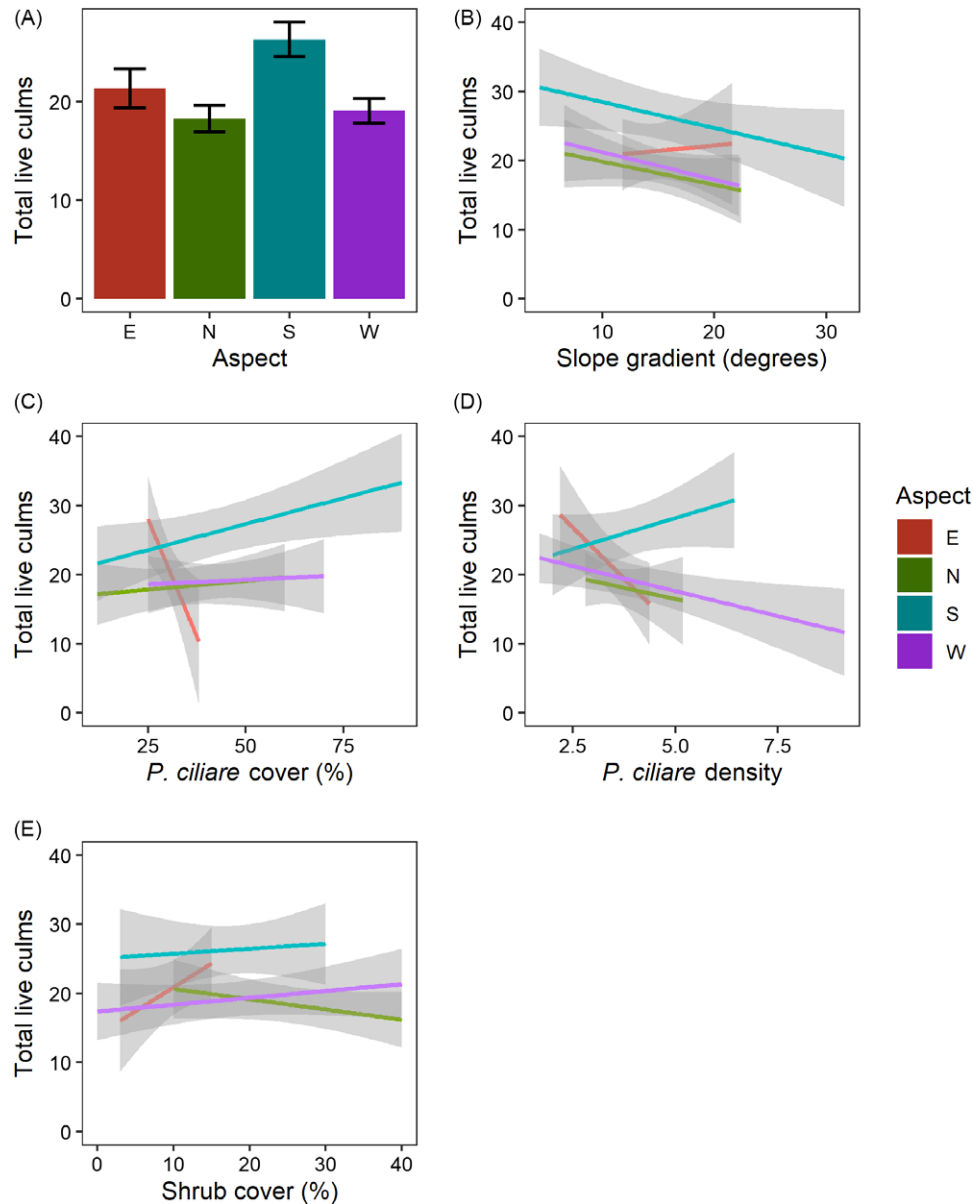 (A)
Total live culms
20
10
0
E N S W
Aspect
(B)
Total live culms
40
30
20
10
0
10 20 30
Slope gradient (degrees)
(C)
Total live culms
40
30
20
10
0
25 50 75
P. ciliare cover (%)
(D)
Total live culms
40
30
20
10
0
2.5 5.0 7.5
P. ciliare density
Aspect
E
N
S
W
(E)
Total live culms
40
30
20
10
0
0 10 20 30 40
Shrub cover (%)